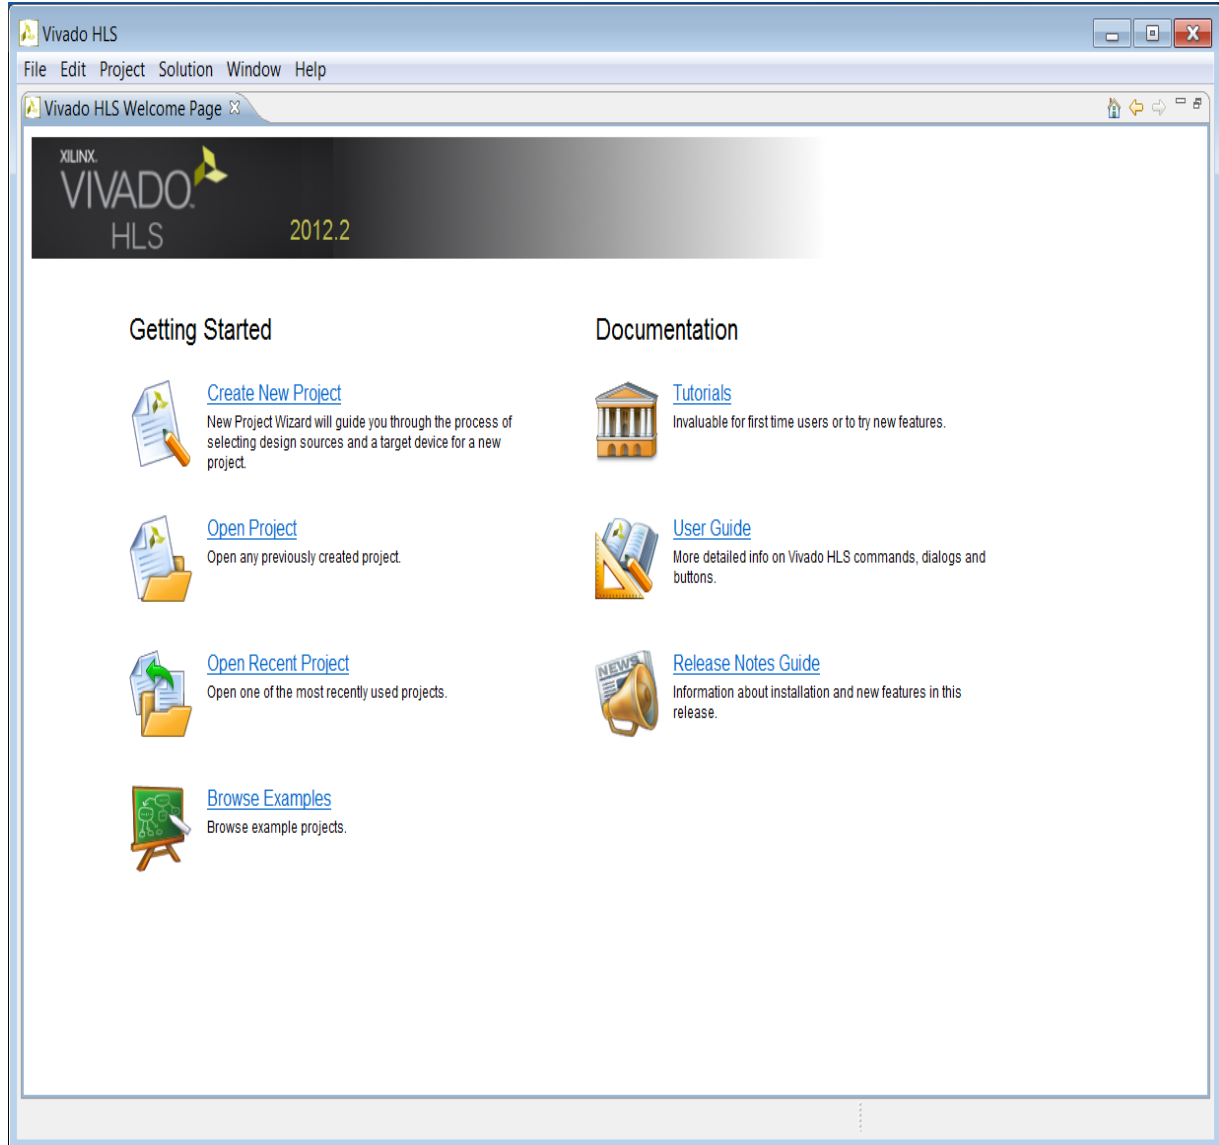 Vivado HLS
File Edit Project Solution Window Help
Vivado HLS Welcome Page
XILINX.
VIVADO.
HLS
2012.2
Getting Started
Create New Project
New Project Wizard will guide you through the process of
selecting design sources and a target device for a new
project.
Open Project
Open any previously created project.
Open Recent Project
Open one of the most recently used projects.
Browse Examples
Browse example projects.
Documentation
Tutorials
Invaluable for first time users or to try new features.
User Guide
More detailed info on Vivado HLS commands, dialogs and
buttons.
NEWS
Release Notes Guide
Information about installation and new features in this
release.